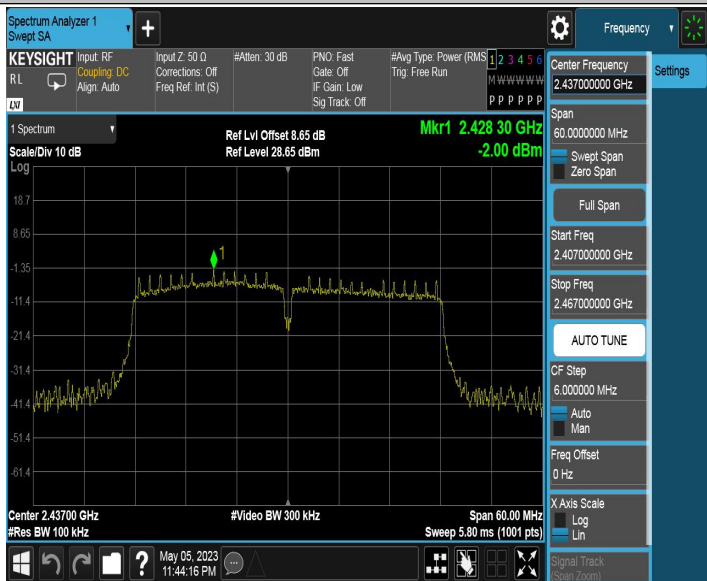 Spectrum Analyzer 1
Swept SA
Frequency
KEYSIGHT
RL
LXI
Input: RF
Coupling: DC
Align: Auto
Input Z: 50 Ω
Corrections: Off
Freq Ref: Int (S)
#Atten: 30 dB
PNO: Fast
Gate: Off
IF Gain: Low
Sig Track: Off
#Avg Type: Power (RMS
Trig: Free Run
1 2 3 4 5 6
M W W W W W
P P P P P P
1 Spectrum
Scale/Div 10 dB
Log
Ref Lvl Offset 8.65 dB
Ref Level 28.65 dBm
Mkr1 2.428 30 GHz
-2.00 dBm
18.7
8.65
-1.35
-11.4
-21.4
-31.4
-41.4
-51.4
-61.4
1
Center 2.43700 GHz
#Res BW 100 kHz
#Video BW 300 kHz
Span 60.00 MHz
Sweep 5.80 ms (1001 pts)
May 05, 2023
11:44:16 PM
Center Frequency
2.437000000 GHz
Span
60.0000000 MHz
Swept Span
Zero Span
Full Span
Start Freq
2.407000000 GHz
Stop Freq
2.467000000 GHz
AUTO TUNE
CF Step
6.000000 MHz
Auto
Man
Freq Offset
0 Hz
X Axis Scale
Log
Lin
Signal Track
(Span Zoom)
Settings